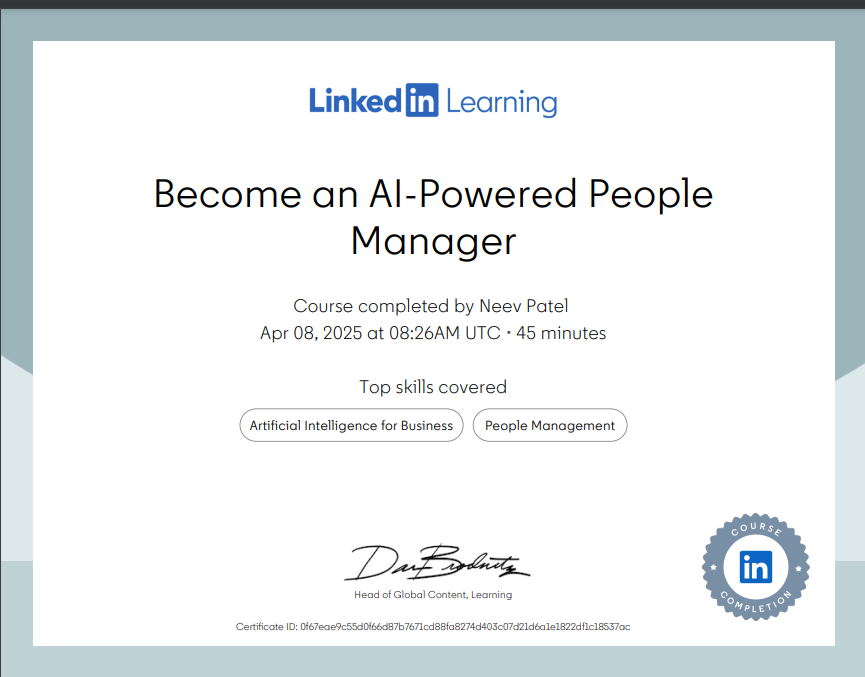 Linked in Learning
Become an AI-Powered People
Manager
Course completed by Neev Patel
Apr 08, 2025 at 08:26AM UTC • 45 minutes
Top skills covered
Artificial Intelligence for Business
People Management
Dan Brodnitz
Head of Global Content, Learning
COURSE
in
COMPLETION
Certificate ID: 0f67eae9c55d0f66d87b7671cd88fa8274d403c07d21d6a1e1822df1c18537ac